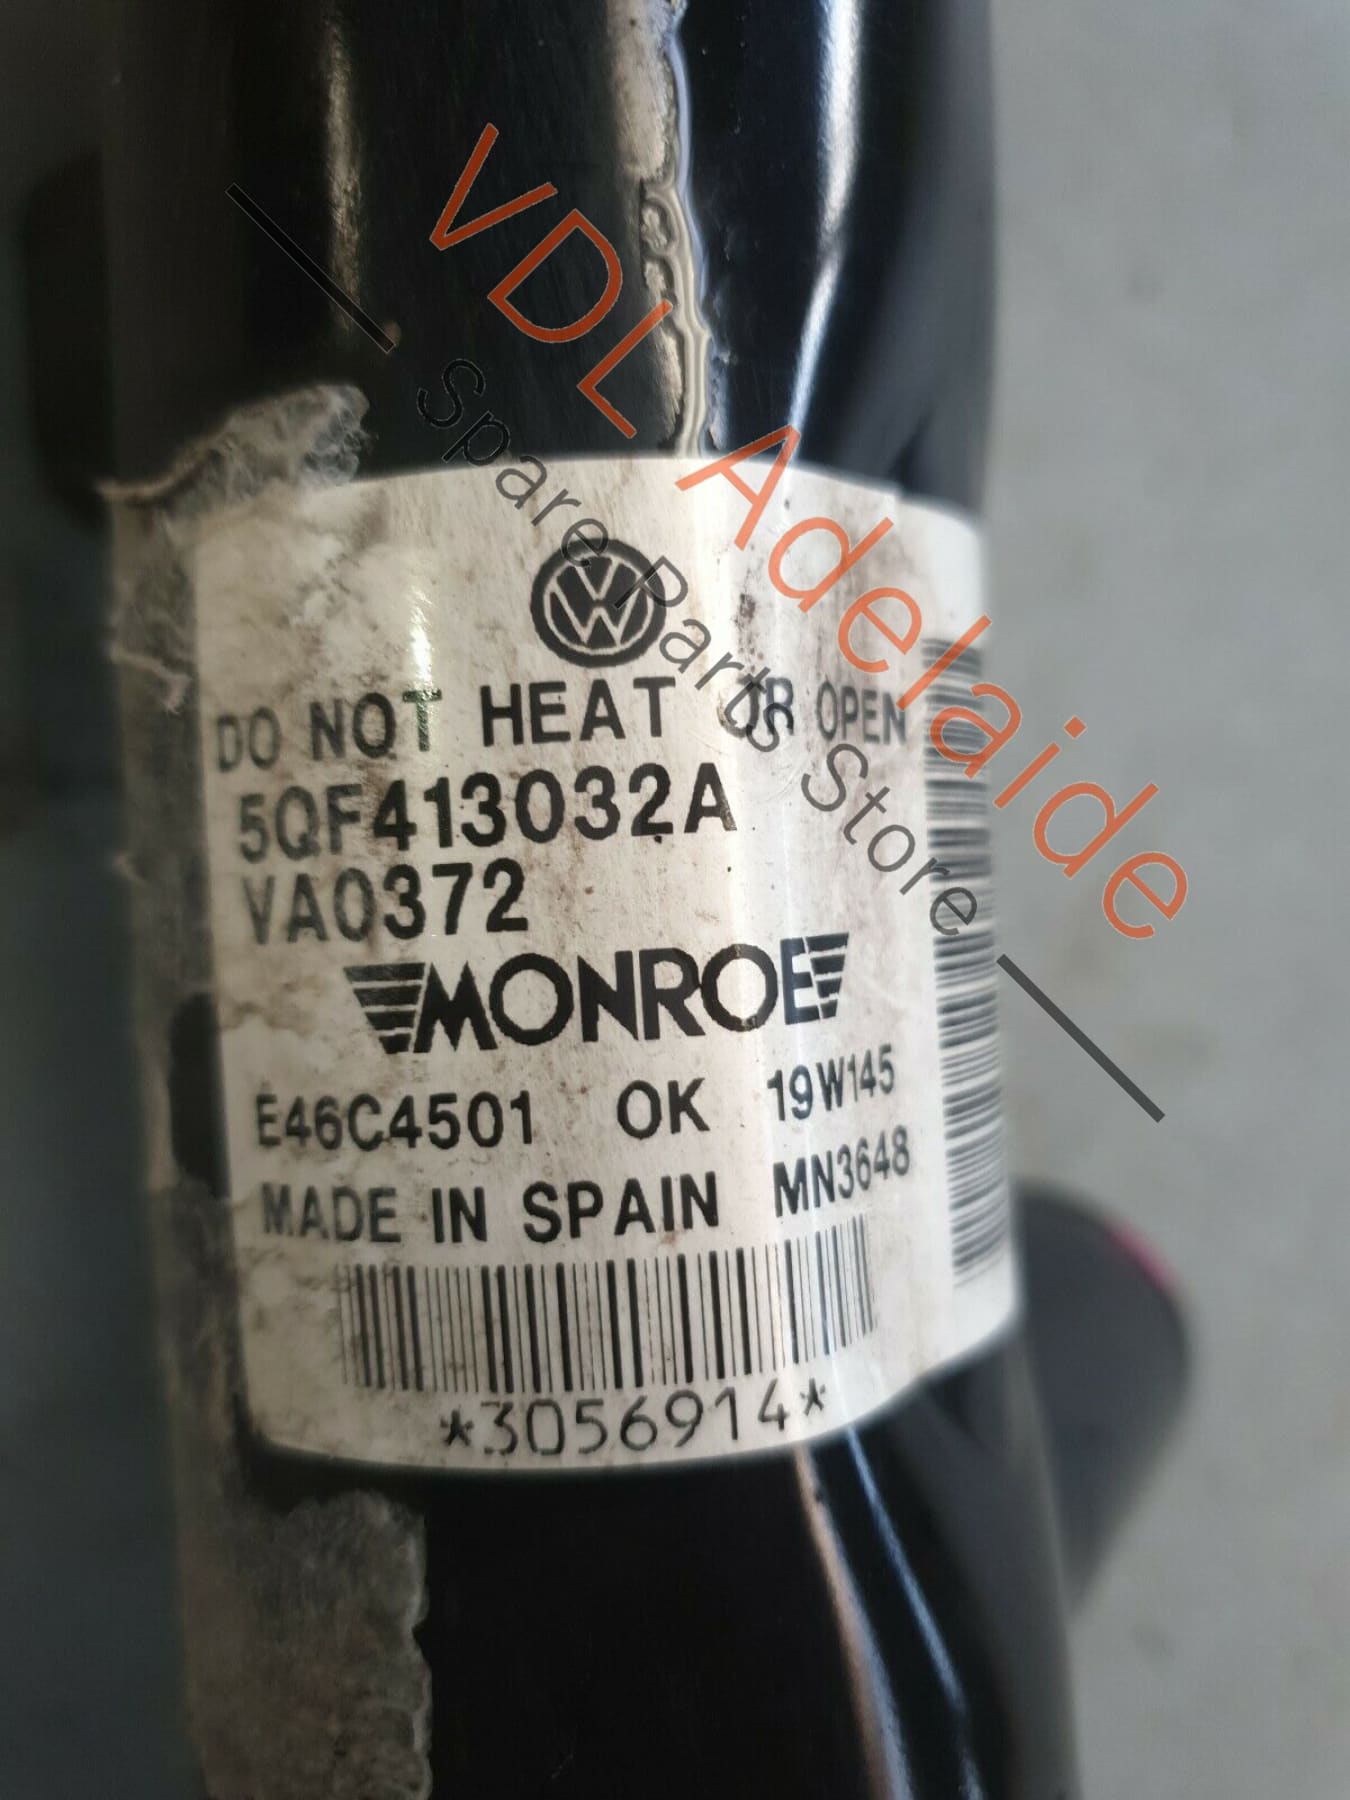 VDL Adelaide
Spare Parts Store
DO NOT HEAT OR OPEN
5QF413032A
VA0372
MONROE
E46C4501 OK 19W145
MADE IN SPAIN MN3648
*3056914*